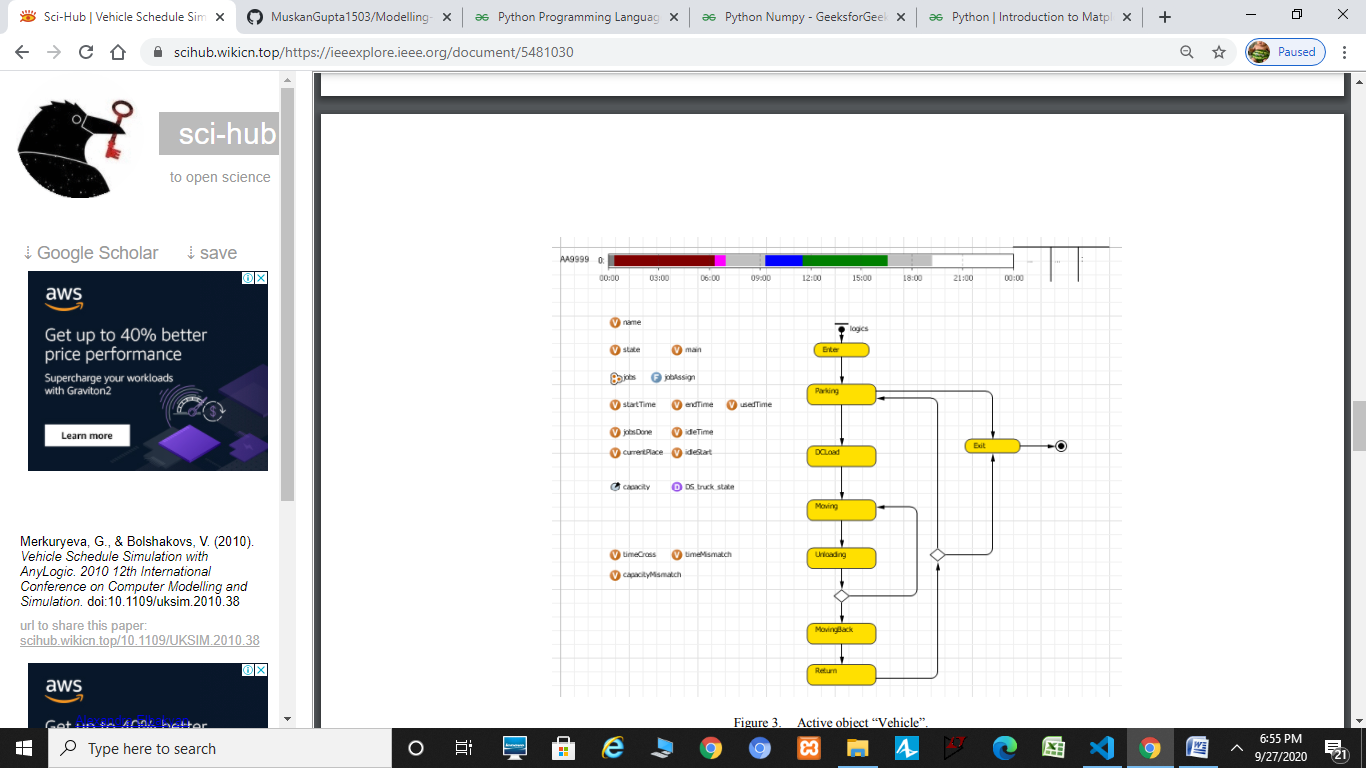 Sci-Hub | Vehicle Schedule Sim
MuskanGupta1503/Modelling-
Python Programming Languag
Python Numpy - GeeksforGeek
Python | Introduction to Matpl
scihub.wikicn.top/https://ieeexplore.ieee.org/document/5481030
Paused
sci-hub
to open science
⇣ Google Scholar
⇣ save
aws
Get up to 40% better
price performance
Supercharge your workloads
with Graviton2
Learn more
Merkuryeva, G., & Bolshakovs, V. (2010).
Vehicle Schedule Simulation with
AnyLogic. 2010 12th International
Conference on Computer Modelling and
Simulation. doi:10.1109/uksim.2010.38
url to share this paper:
scihub.wikicn.top/10.1109/UKSIM.2010.38
aws
Get up to 40% better
AA9999 0:
00:00 03:00 06:00 09:00 12:00 15:00 18:00 21:00 00:00
... ... :
V name
V state V main
jobs F jobAssign
V startTime V endTime V usedTime
V jobsDone V idleTime
V currentPlace V idleStart
capacity D DS_truck_state
V timeCross V timeMismatch
V capacityMismatch
logics
Enter
Parking
Exit
DCLoad
Moving
Unloading
MovingBack
Return
Figure 3. Active object “Vehicle”.
Type here to search
6:55 PM
9/27/2020
21